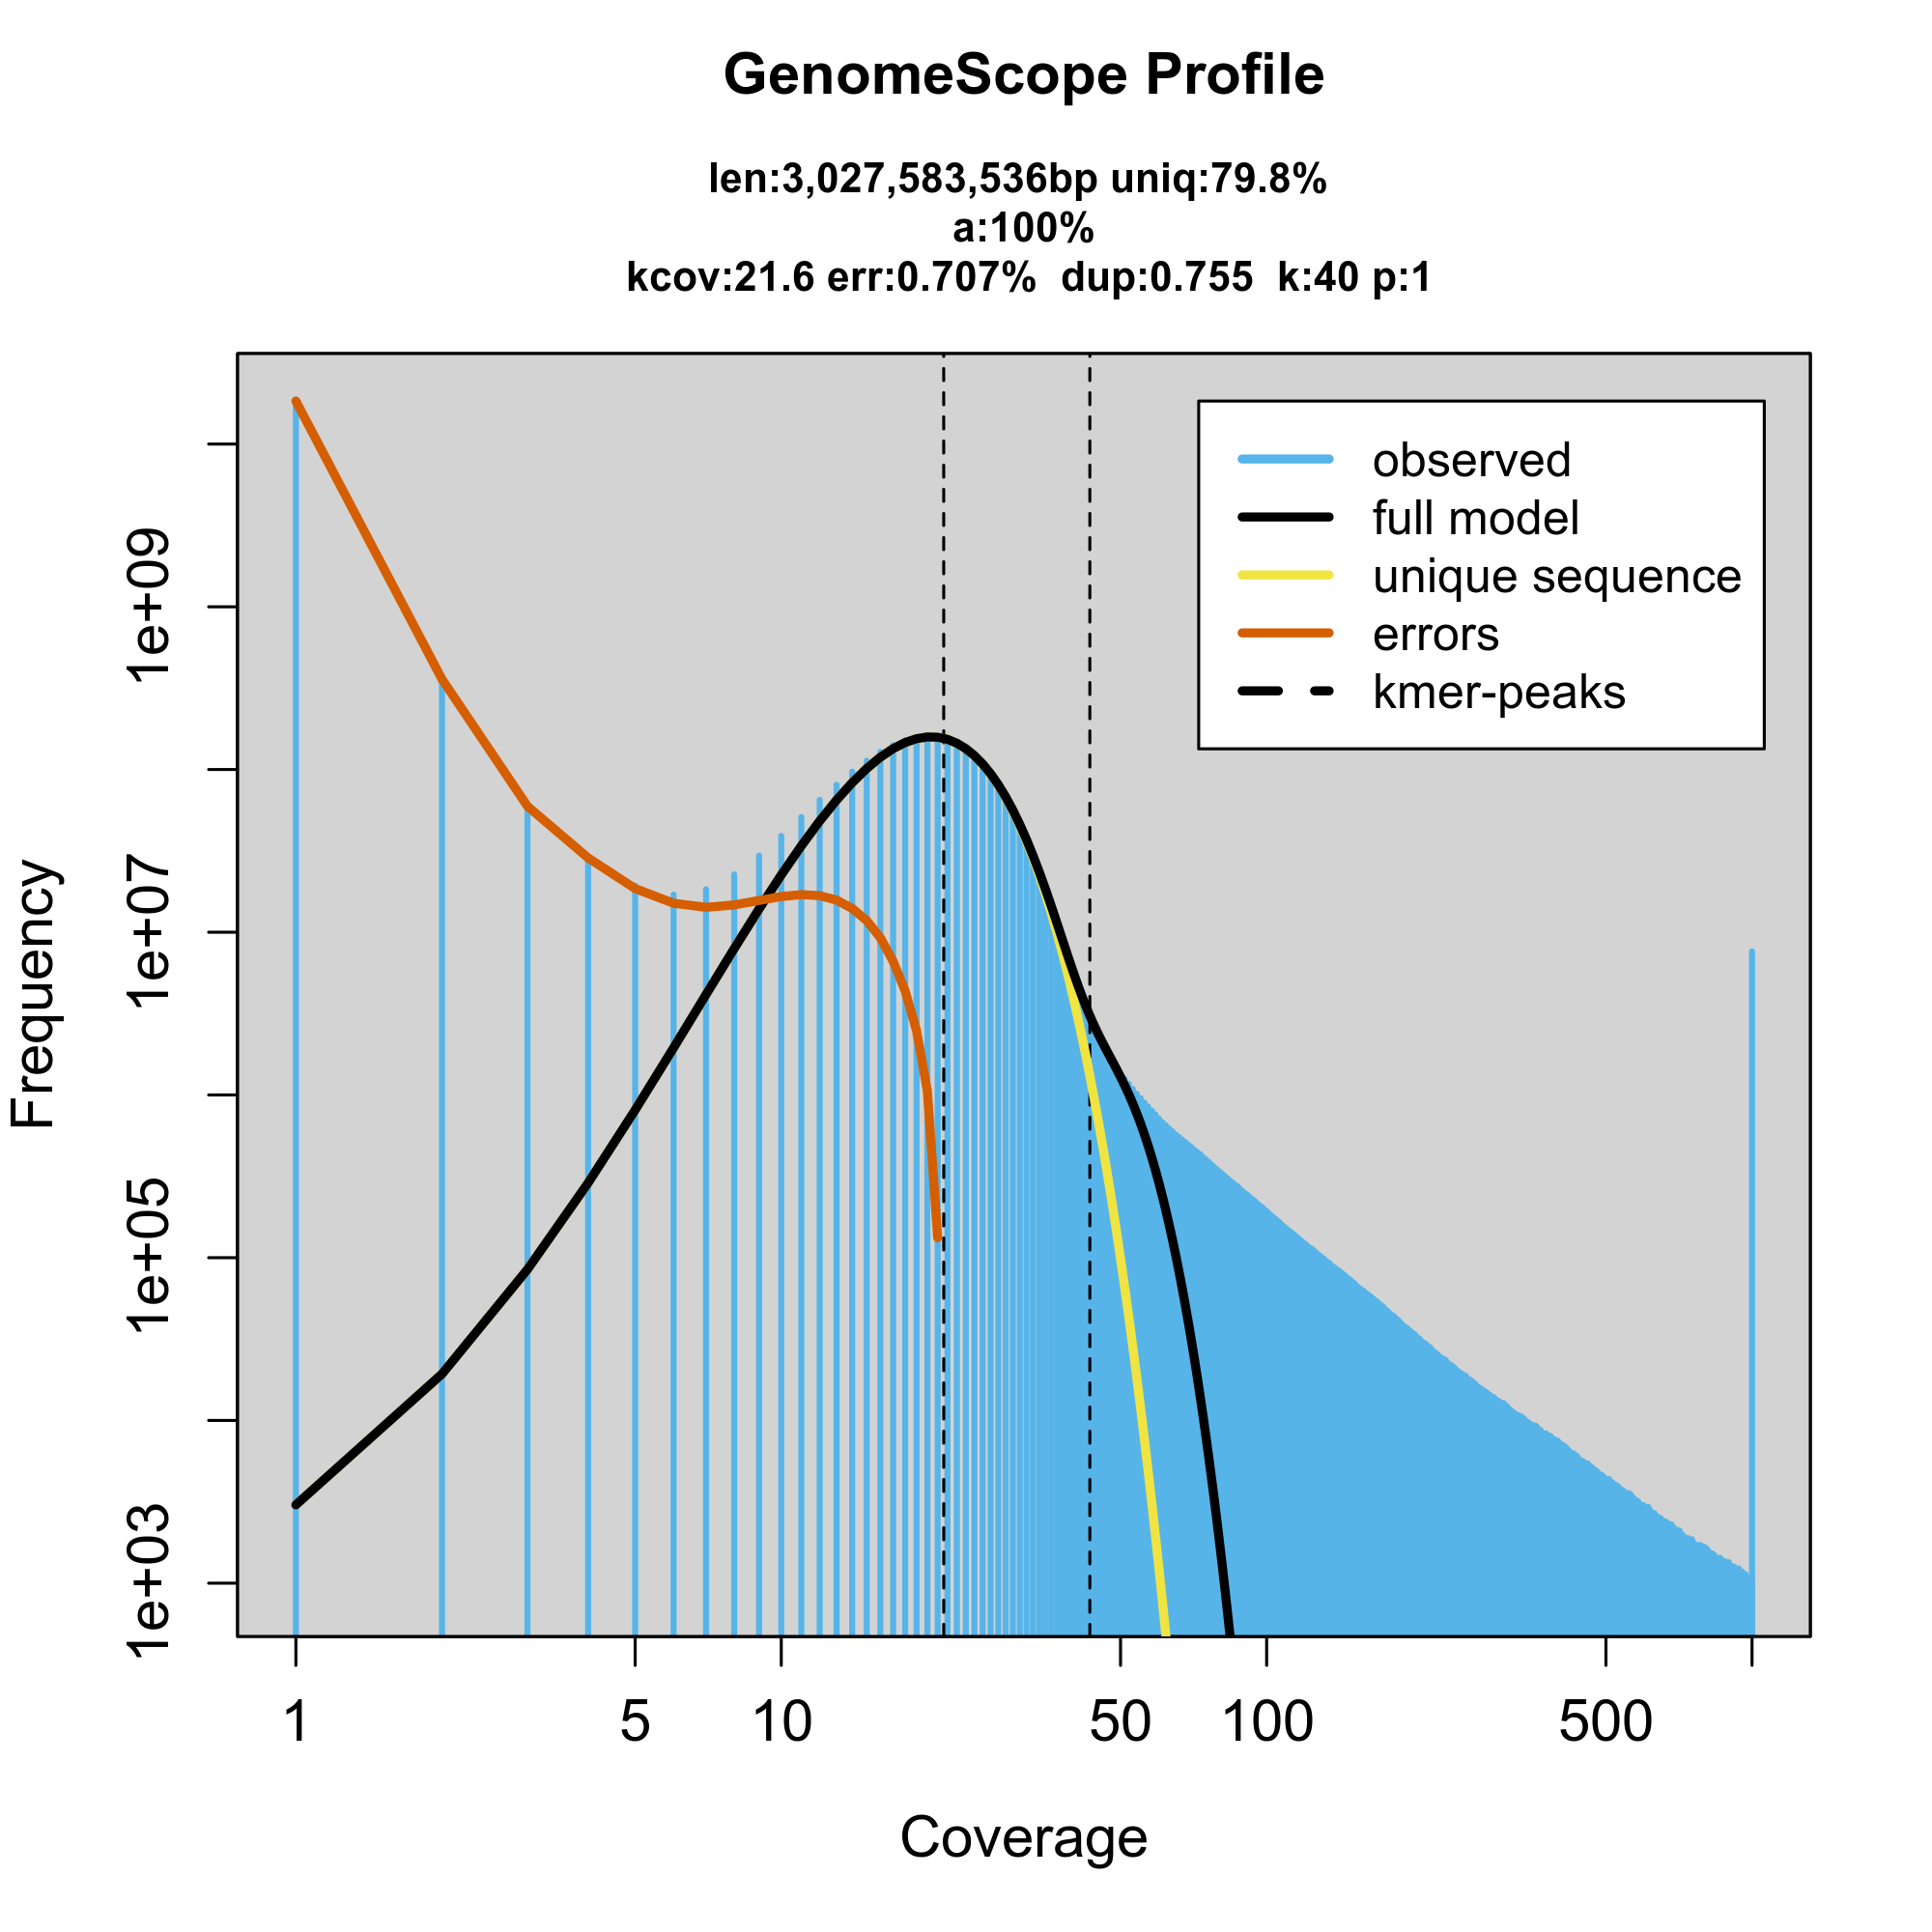 GenomeScope Profile
len:3,027,583,536bp uniq:79.8%
a:100%
kcov:21.6 err:0.707% dup:0.755 k:40 p:1
observed
full model
unique sequence
errors
kmer-peaks
Frequency
1e+09
1e+07
1e+05
1e+03
1 5 10 50 100 500
Coverage